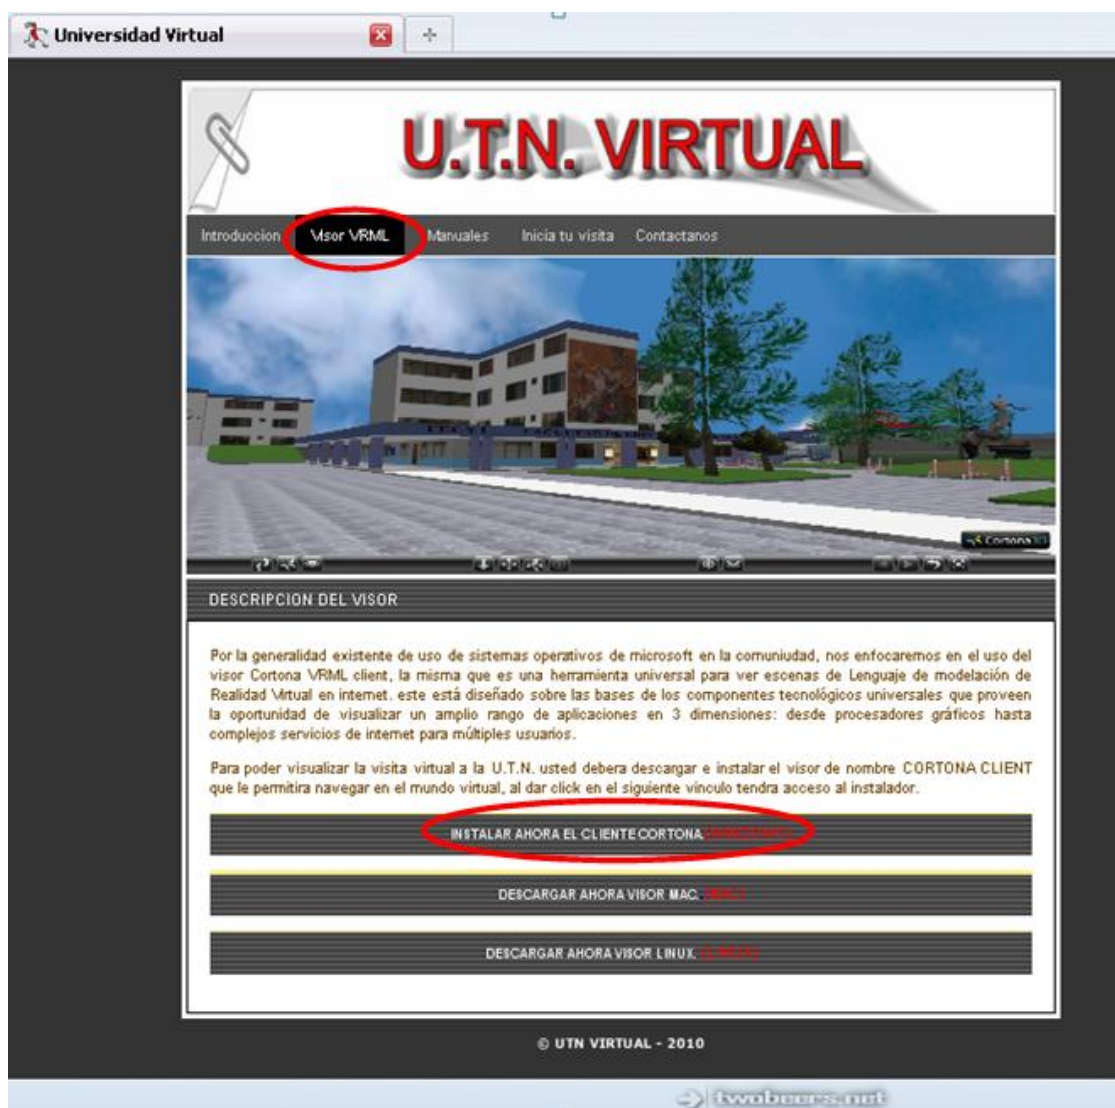 Universidad Virtual
U.T.N. VIRTUAL
Introduccion Visor VRML Manuales Inicia tu visita Contactanos
Cortona3D
DESCRIPCION DEL VISOR
Por la generalidad existente de uso de sistemas operativos de microsoft en la comuniudad, nos enfocaremos en el uso del
visor Cortona VRML client, la misma que es una herramienta universal para ver escenas de Lenguaje de modelación de
Realidad Virtual en internet. este está diseñado sobre las bases de los componentes tecnológicos universales que proveen
la oportunidad de visualizar un amplio rango de aplicaciones en 3 dimensiones: desde procesadores gráficos hasta
complejos servicios de internet para múltiples usuarios.
Para poder visualizar la visita virtual a la U.T.N. usted debera descargar e instalar el visor de nombre CORTONA CLIENT
que le permitira navegar en el mundo virtual, al dar click en el siguiente vinculo tendra acceso al instalador.
INSTALAR AHORA EL CLIENTE CORTONA.
DESCARGAR AHORA VISOR MAC. (MAC)
DESCARGAR AHORA VISOR LINUX. (LINUX)
© UTN VIRTUAL - 2010
twobeers.net